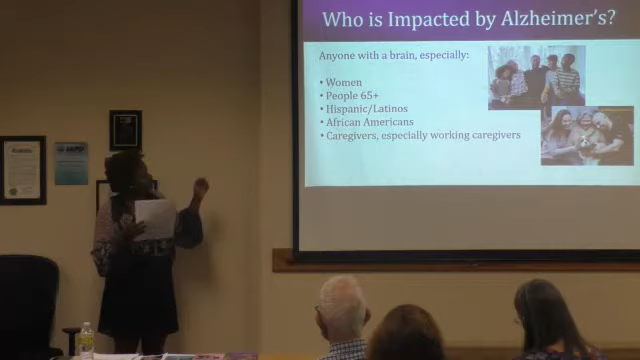 Who is Impacted by Alzheimer's?
Anyone with a brain, especially:
• Women
• People 65+
• Hispanic/Latinos
• African Americans
• Caregivers, especially working caregivers